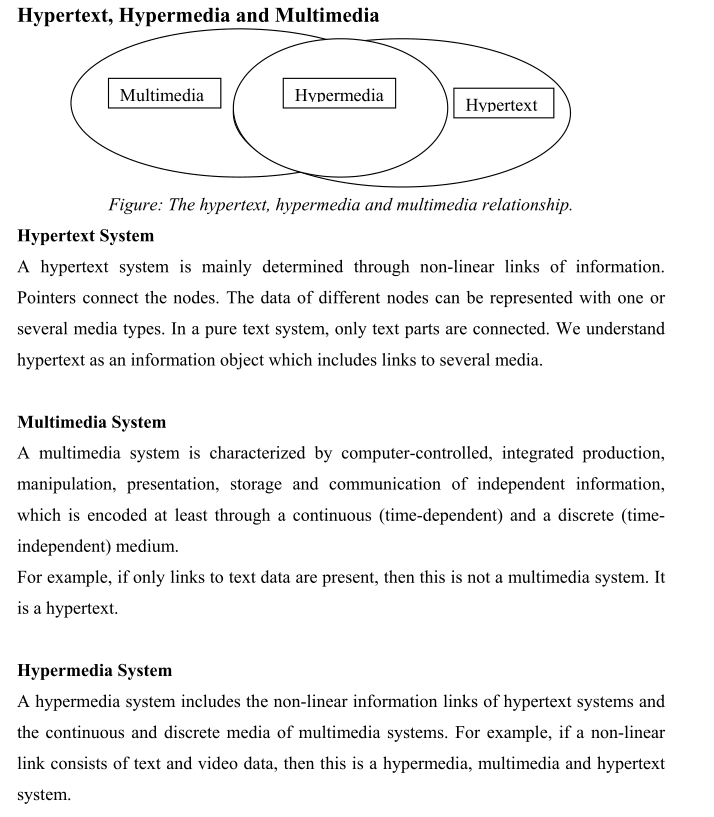 Hypertext, Hypermedia and Multimedia
Multimedia
Hypermedia
Hypertext
Figure: The hypertext, hypermedia and multimedia relationship.
Hypertext System
A hypertext system is mainly determined through non-linear links of information.
Pointers connect the nodes. The data of different nodes can be represented with one or
several media types. In a pure text system, only text parts are connected. We understand
hypertext as an information object which includes links to several media.
Multimedia System
A multimedia system is characterized by computer-controlled, integrated production,
manipulation, presentation, storage and communication of independent information,
which is encoded at least through a continuous (time-dependent) and a discrete (time-
independent) medium.
For example, if only links to text data are present, then this is not a multimedia system. It
is a hypertext.
Hypermedia System
A hypermedia system includes the non-linear information links of hypertext systems and
the continuous and discrete media of multimedia systems. For example, if a non-linear
link consists of text and video data, then this is a hypermedia, multimedia and hypertext
system.